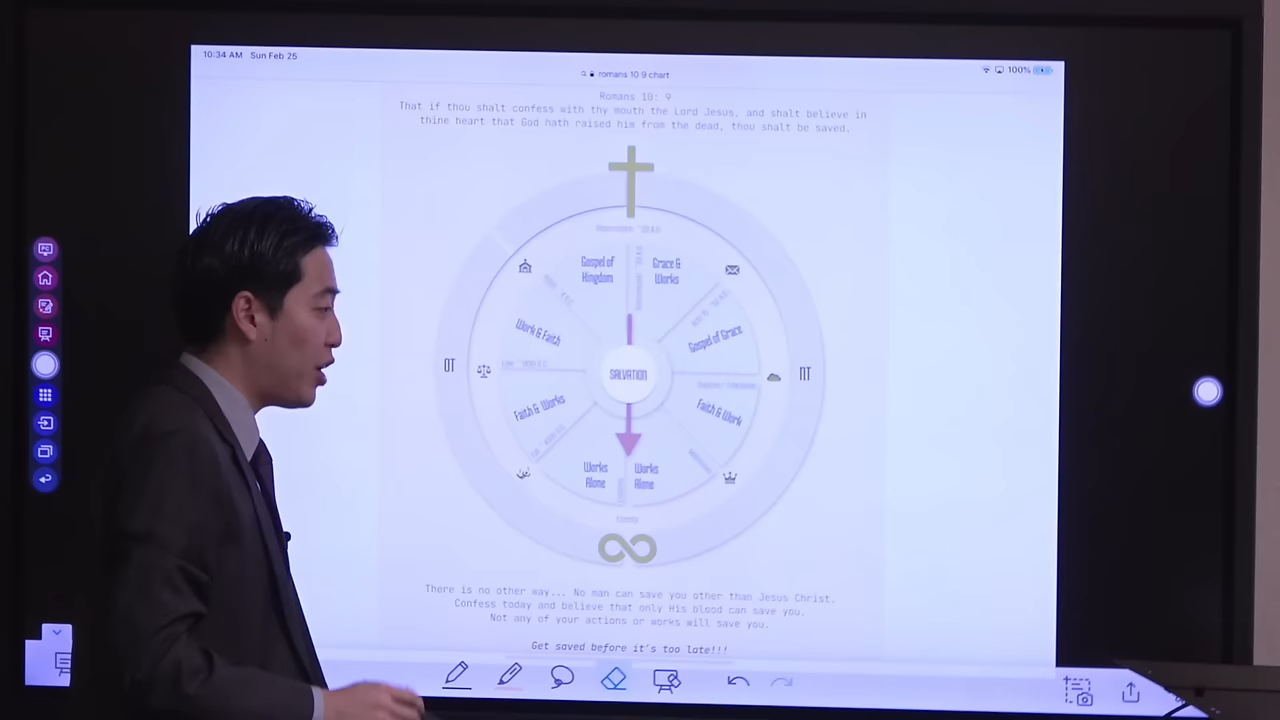 10:34 AM Sun Feb 25
romans 10 9 chart
100%
Romans 10: 9
That if thou shalt confess with thy mouth the Lord Jesus, and shalt believe in
thine heart that God hath raised him from the dead, thou shalt be saved.
Gospel of
Kingdom
Grace &
Works
Work & Faith
Gospel of Grace
OT
SALVATION
NT
Faith & Works
Faith & Work
Works
Alone
Works
Alone
Eternity
There is no other way... No man can save you other than Jesus Christ.
Confess today and believe that only His blood can save you.
Not any of your actions or works will save you.
Get saved before it's too late!!!
PC